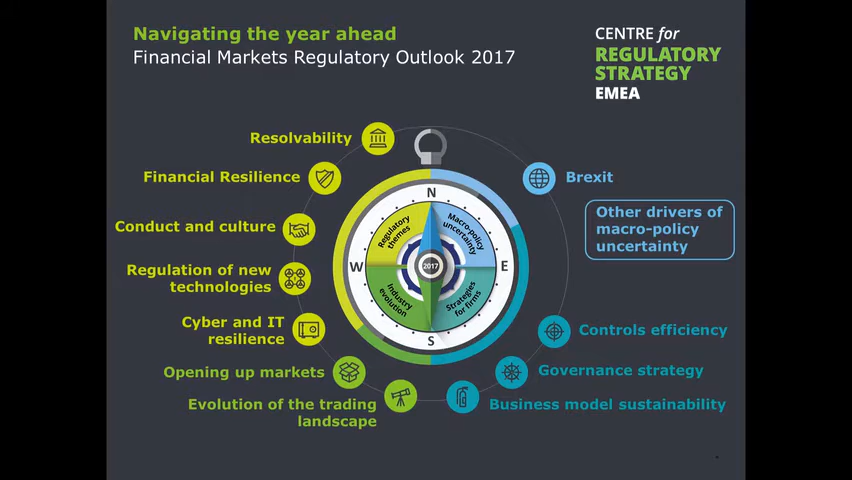 Navigating the year ahead
Financial Markets Regulatory Outlook 2017
CENTRE for
REGULATORY
STRATEGY
EMEA
Resolvability
Financial Resilience
Conduct and culture
Regulation of new
technologies
Cyber and IT
resilience
Opening up markets
Evolution of the trading
landscape
N
W
E
S
Regulatory
themes
Macro-policy
uncertainty
2017
Industry
evolution
Strategies
for firms
Brexit
Other drivers of
macro-policy
uncertainty
Controls efficiency
Governance strategy
Business model sustainability